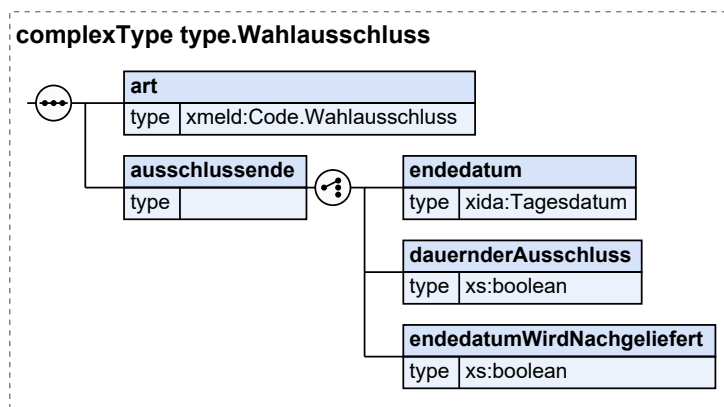 complexType type.Wahlausschluss
art
type xmeld:Code.Wahlausschluss
ausschlussende
type
endedatum
type xida:Tagesdatum
dauernderAusschluss
type xs:boolean
endedatumWirdNachgeliefert
type xs:boolean